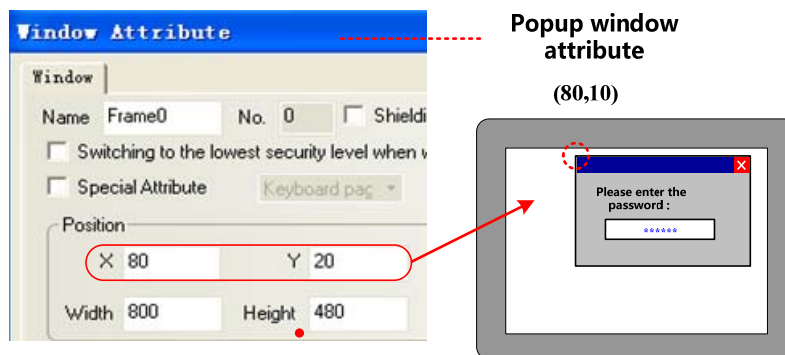 Window Attribute
Window
Name Frame0 No. 0 Shieldi
Switching to the lowest security level when w
Special Attribute Keyboard pag
Position
X 80 Y 20
Width 800 Height 480
Popup window
attribute
(80,10)
Please enter the
password :
******